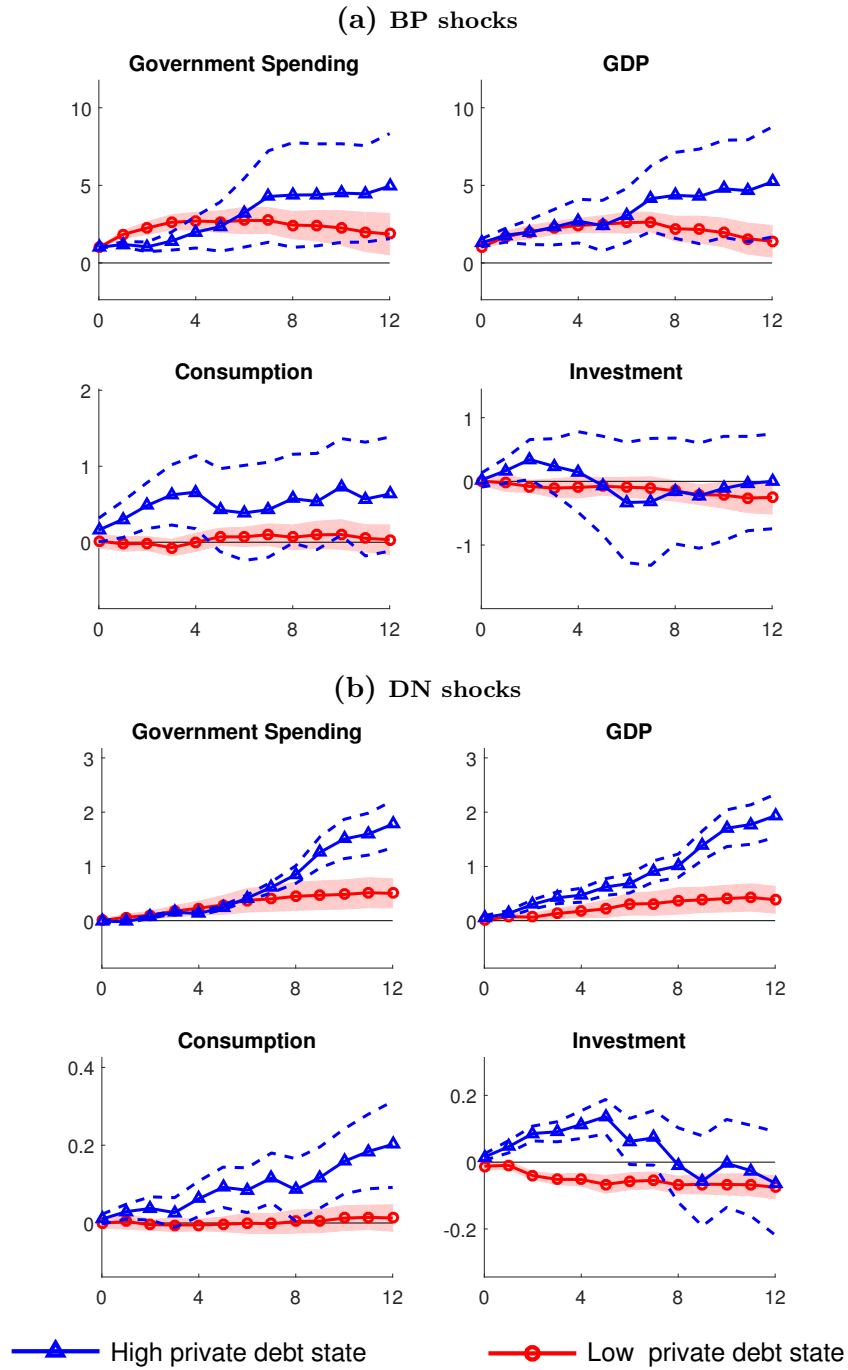 (a) BP shocks
Government Spending
GDP
10
5
0
0 4 8 12
10
5
0
0 4 8 12
Consumption
Investment
2
1
0
0 4 8 12
1
0
-1
0 4 8 12
(b) DN shocks
Government Spending
GDP
3
2
1
0
0 4 8 12
3
2
1
0
0 4 8 12
Consumption
Investment
0.4
0.2
0
0 4 8 12
0.2
0
-0.2
0 4 8 12
High private debt state
Low private debt state